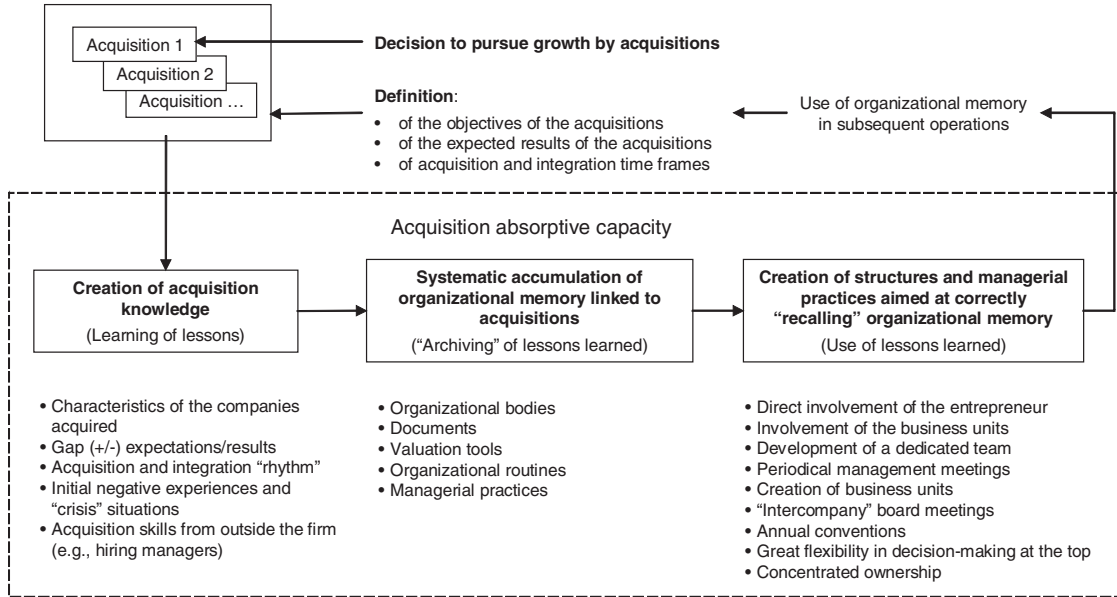 Acquisition 1
Acquisition 2
Acquisition …
Decision to pursue growth by acquisitions
Definition:
• of the objectives of the acquisitions
• of the expected results of the acquisitions
• of acquisition and integration time frames
Use of organizational memory
in subsequent operations
Acquisition absorptive capacity
Creation of acquisition
knowledge
(Learning of lessons)
Systematic accumulation of
organizational memory linked to
acquisitions
(“Archiving” of lessons learned)
Creation of structures and managerial
practices aimed at correctly
“recalling” organizational memory
(Use of lessons learned)
• Characteristics of the companies
acquired
• Gap (+/-) expectations/results
• Acquisition and integration “rhythm”
• Initial negative experiences and
“crisis” situations
• Acquisition skills from outside the firm
(e.g., hiring managers)
• Organizational bodies
• Documents
• Valuation tools
• Organizational routines
• Managerial practices
• Direct involvement of the entrepreneur
• Involvement of the business units
• Development of a dedicated team
• Periodical management meetings
• Creation of business units
• “Intercompany” board meetings
• Annual conventions
• Great flexibility in decision-making at the top
• Concentrated ownership